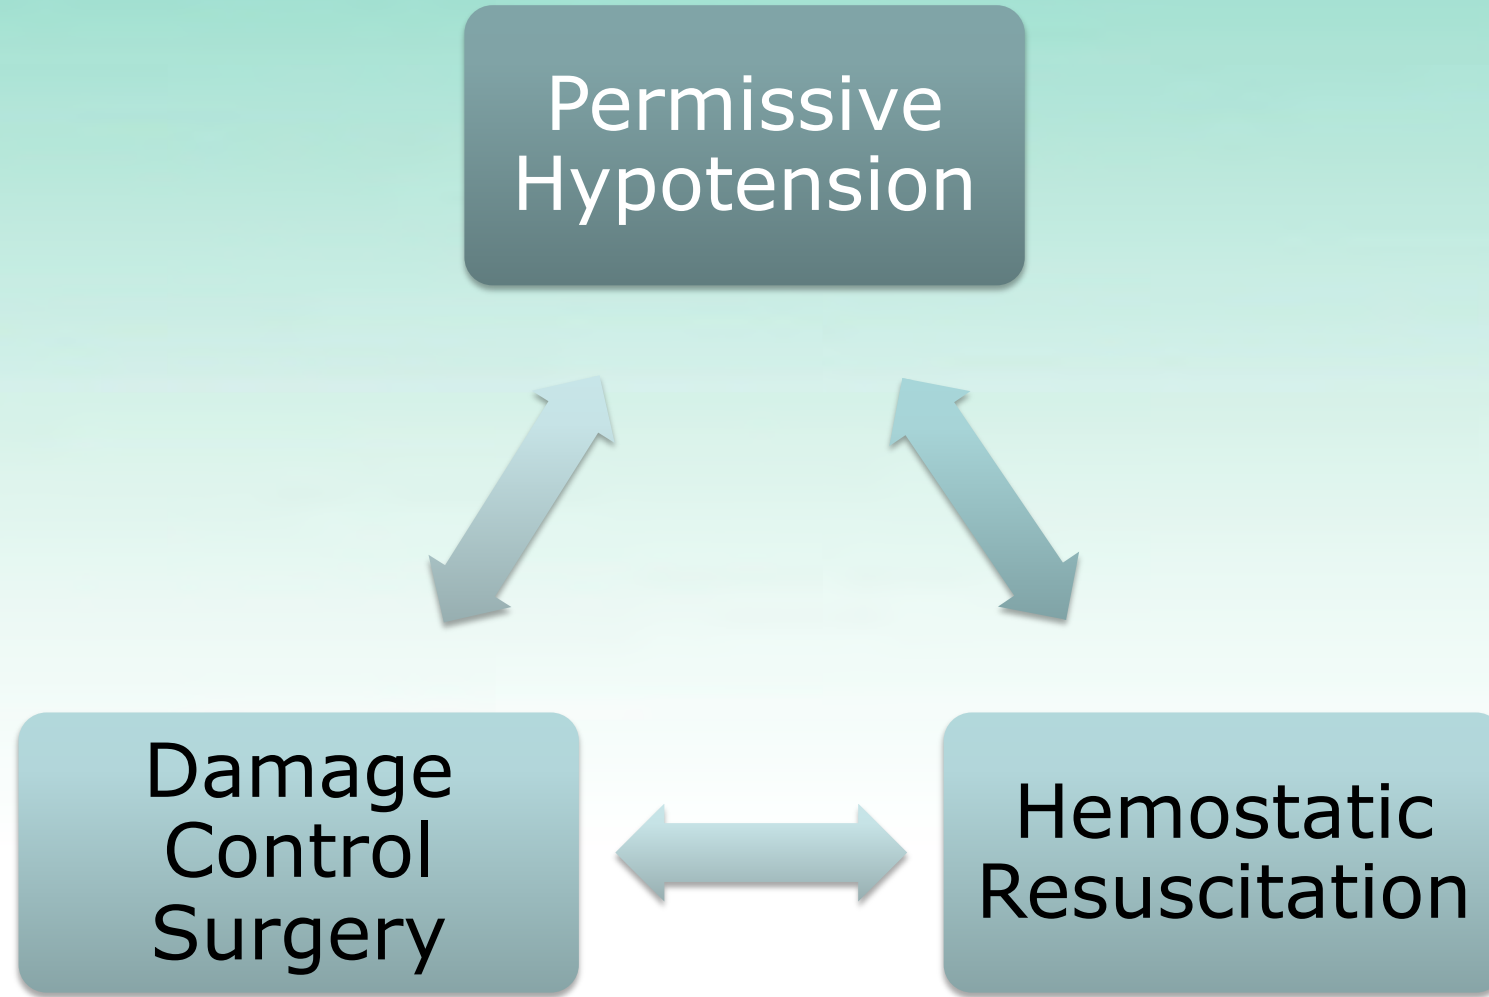 Permissive
Hypotension
Damage
Control
Surgery
Hemostatic
Resuscitation